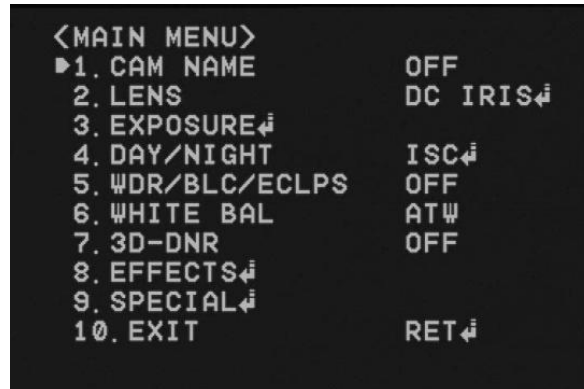 <MAIN MENU>
1. CAM NAME OFF
2. LENS DC IRIS↲
3. EXPOSURE↲
4. DAY/NIGHT ISC↲
5. WDR/BLC/ECLPS OFF
6. WHITE BAL ATW
7. 3D-DNR OFF
8. EFFECTS↲
9. SPECIAL↲
10. EXIT RET↲